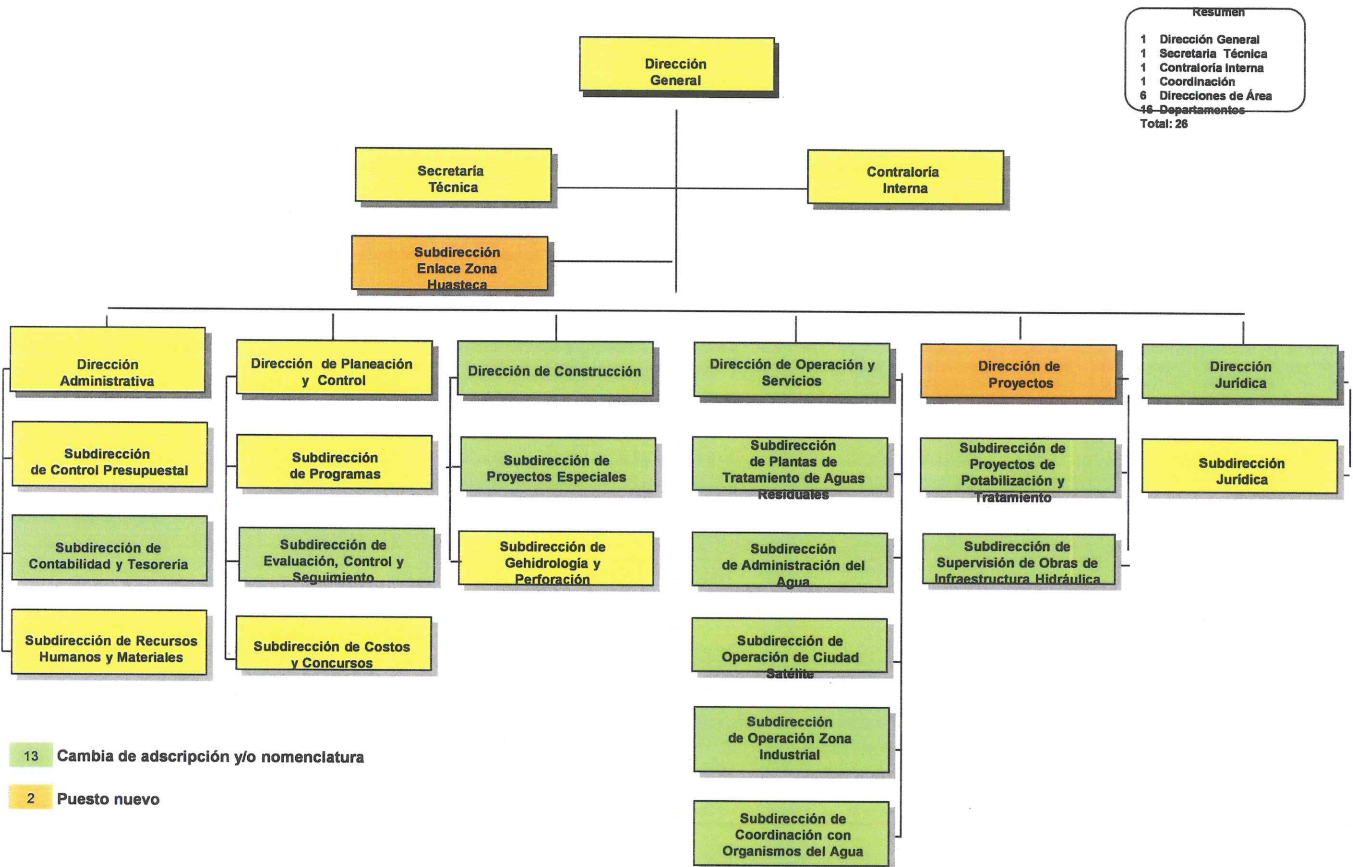 Resumen
1 Dirección General
1 Secretaria Técnica
1 Contraloría Interna
1 Coordinación
6 Direcciones de Área
16 Departamentos
Total: 26
Dirección
General
Secretaría
Técnica
Contraloría
Interna
Subdirección
Enlace Zona
Huasteca
Dirección
Administrativa
Dirección de Planeación
y Control
Dirección de Construcción
Dirección de Operación y
Servicios
Dirección de
Proyectos
Dirección
Jurídica
Subdirección
de Control Presupuestal
Subdirección
de Programas
Subdirección de
Proyectos Especiales
Subdirección
de Plantas de
Tratamiento de Aguas
Residuales
Subdirección de
Proyectos de
Potabilización y
Tratamiento
Subdirección
Jurídica
Subdirección de
Contabilidad y Tesorería
Subdirección de
Evaluación, Control y
Seguimiento
Subdirección de
Gehidrología y
Perforación
Subdirección
de Administración del
Agua
Subdirección de
Supervisión de Obras de
Infraestructura Hidráulica
Subdirección de Recursos
Humanos y Materiales
Subdirección de Costos
y Concursos
Subdirección de
Operación de Ciudad
Satélite
Subdirección
de Operación Zona
Industrial
Subdirección de
Coordinación con
Organismos del Agua
13 Cambia de adscripción y/o nomenclatura
2 Puesto nuevo